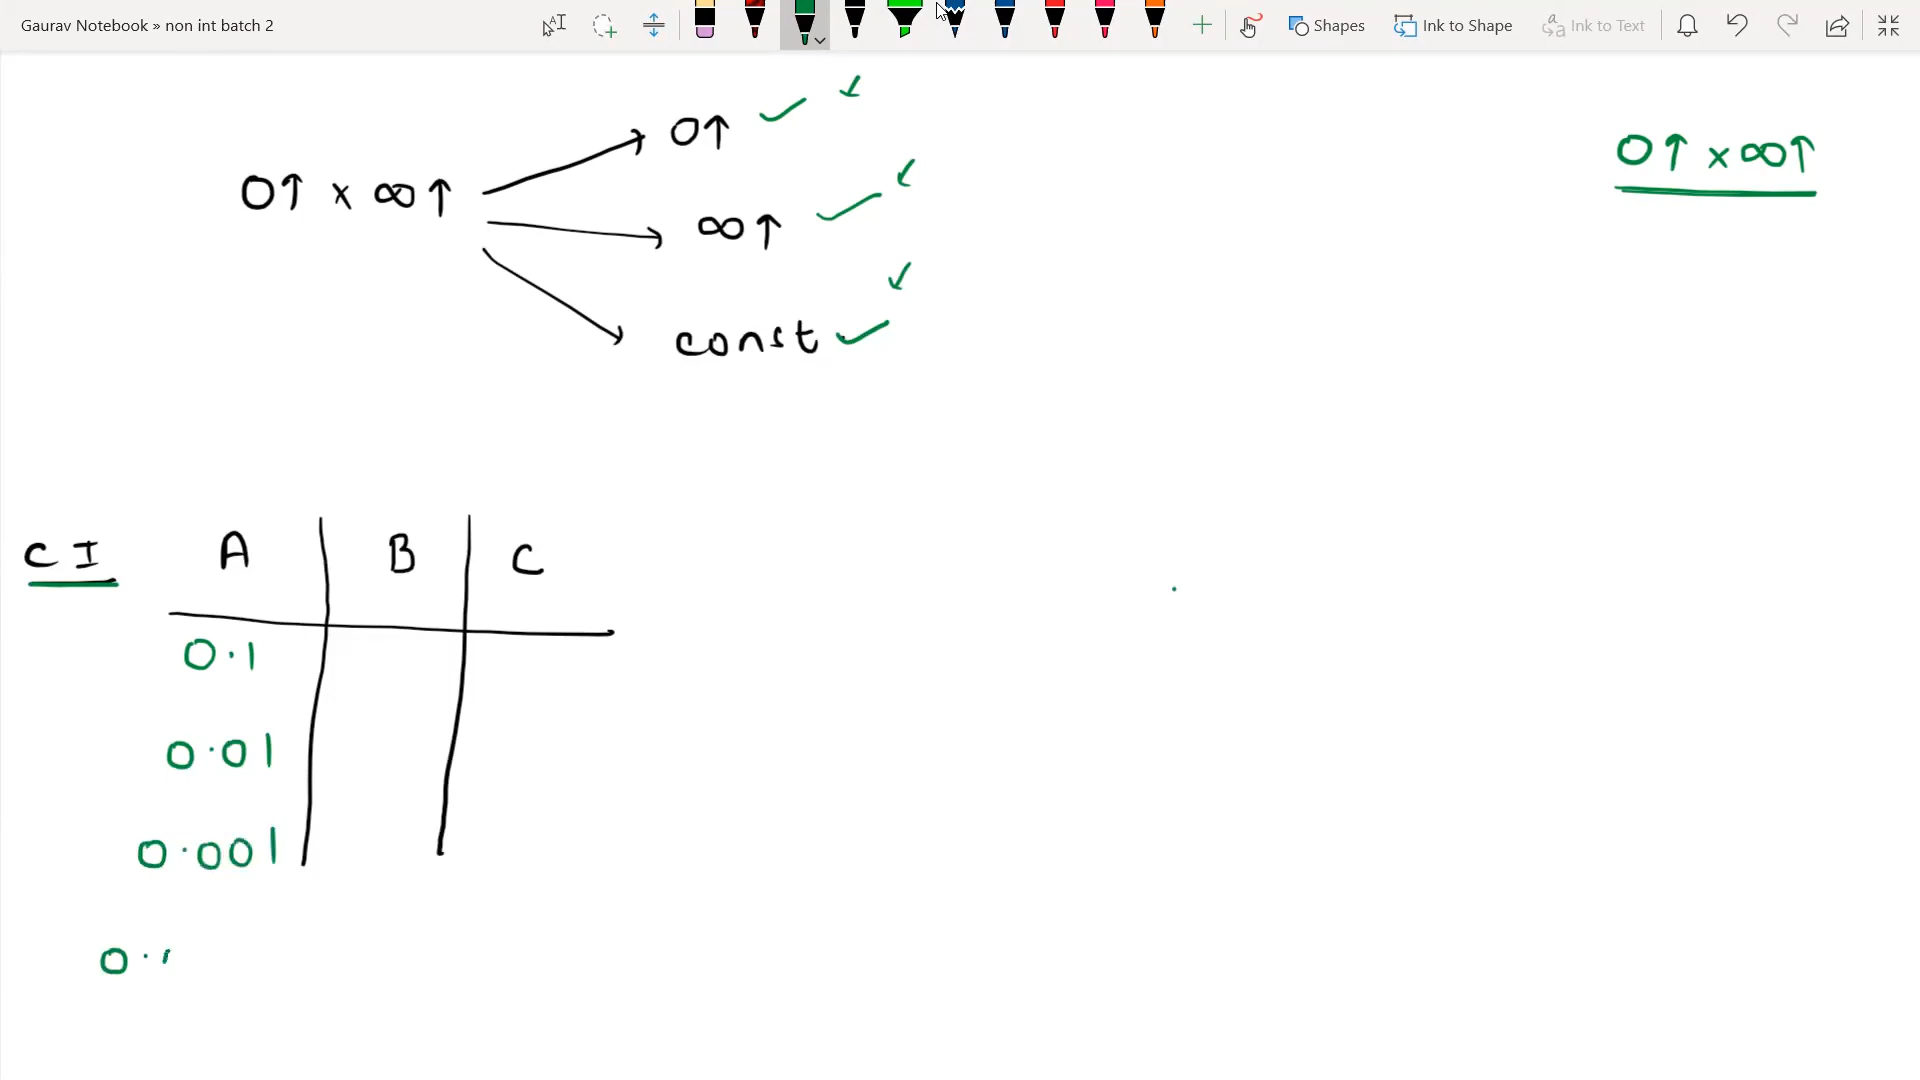 Gaurav Notebook » non int batch 2
Shapes
Ink to Shape
Ink to Text
0↑ x ∞↑
0↑
∞↑
const
0↑ x ∞↑
C I
A
B
C
0.1
0.01
0.001
0.